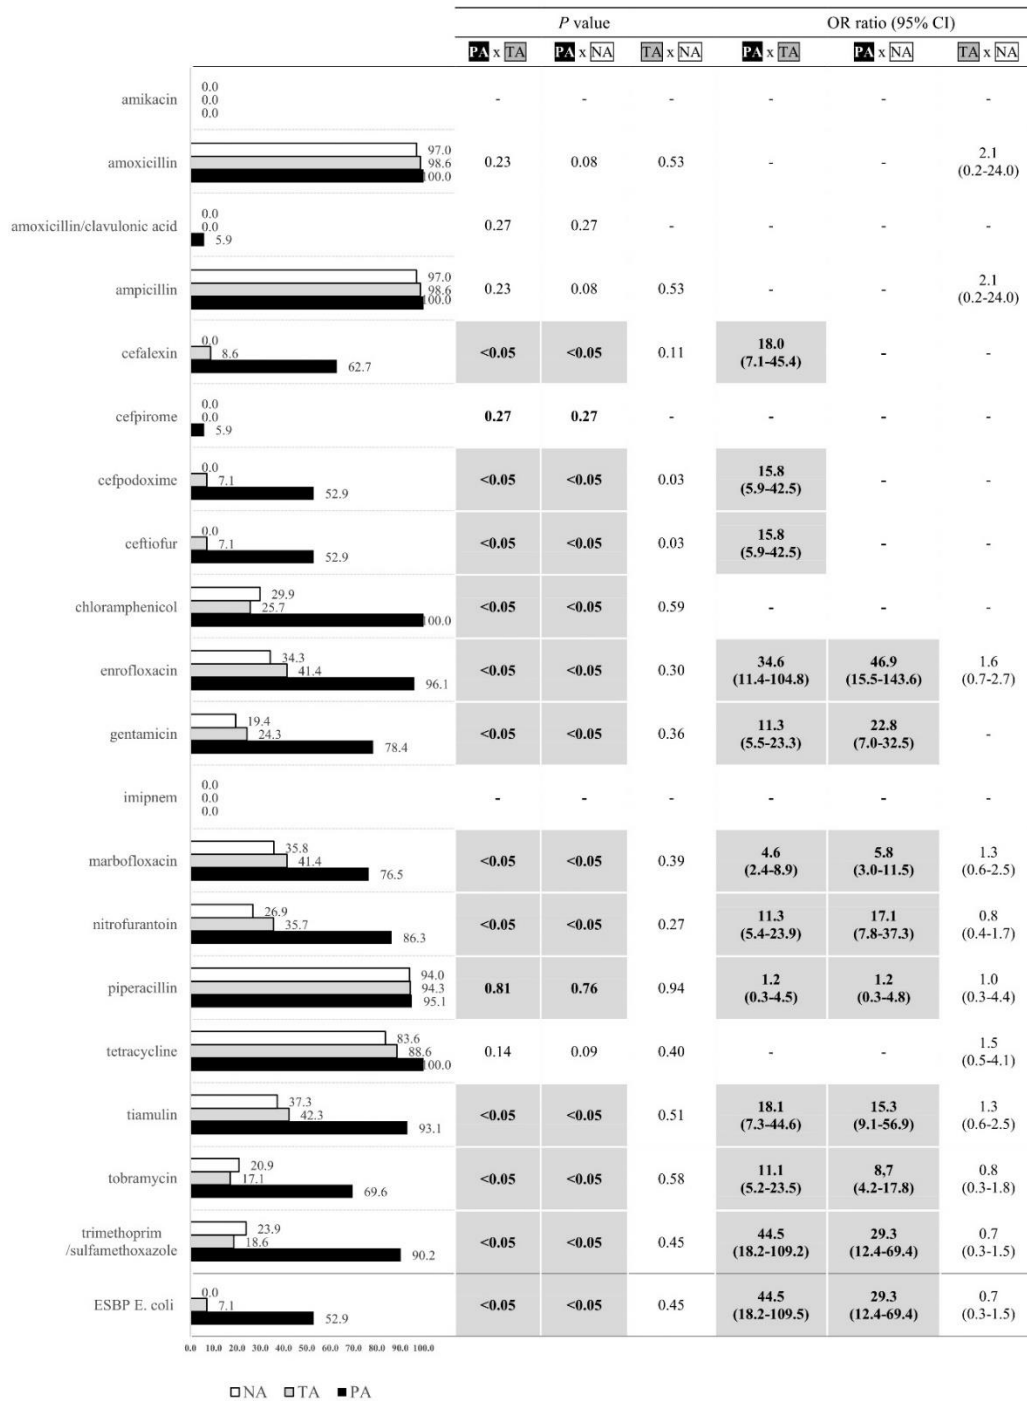 P value OR ratio (95% CI)
PA x TA PA x NA TA x NA PA x TA PA x NA TA x NA
0.0
amikacin 0.0 - - - - - -
0.0
97.0
amoxicillin 98.6 0.23 0.08 0.53 - - 2.1
100.0 (0.2-24.0)
0.0
amoxicillin/clavulonic acid 0.0 0.27 0.27 - - - -
5.9
97.0
ampicillin 98.6 0.23 0.08 0.53 - - 2.1
100.0 (0.2-24.0)
0.0
cefalexin 8.6 <0.05 <0.05 0.11 18.0 - -
62.7 (7.1-45.4)
0.0
cefpirome 0.0 0.27 0.27 - - - -
5.9
0.0
cefpodoxime 7.1 <0.05 <0.05 0.03 15.8 - -
52.9 (5.9-42.5)
0.0
ceftiofur 7.1 <0.05 <0.05 0.03 15.8 - -
52.9 (5.9-42.5)
29.9
chloramphenicol 25.7 <0.05 <0.05 0.59 - - -
100.0
34.3
enrofloxacin 41.4 <0.05 <0.05 0.30 34.6 46.9 1.6
96.1 (11.4-104.8) (15.5-143.6) (0.7-2.7)
19.4
gentamicin 24.3 <0.05 <0.05 0.36 11.3 22.8 -
78.4 (5.5-23.3) (7.0-32.5)
0.0
imipnem 0.0 - - - - - -
0.0
35.8
marbofloxacin 41.4 <0.05 <0.05 0.39 4.6 5.8 1.3
76.5 (2.4-8.9) (3.0-11.5) (0.6-2.5)
26.9
nitrofurantoin 35.7 <0.05 <0.05 0.27 11.3 17.1 0.8
86.3 (5.4-23.9) (7.8-37.3) (0.4-1.7)
94.0
piperacillin 94.3 0.81 0.76 0.94 1.2 1.2 1.0
95.1 (0.3-4.5) (0.3-4.8) (0.3-4.4)
83.6
tetracycline 88.6 0.14 0.09 0.40 - - 1.5
100.0 (0.5-4.1)
37.3
tiamulin 42.3 <0.05 <0.05 0.51 18.1 15.3 1.3
93.1 (7.3-44.6) (9.1-56.9) (0.6-2.5)
20.9
tobramycin 17.1 <0.05 <0.05 0.58 11.1 8,7 0.8
69.6 (5.2-23.5) (4.2-17.8) (0.3-1.8)
23.9
trimethoprim 18.6 <0.05 <0.05 0.45 44.5 29.3 0.7
/sulfamethoxazole 90.2 (18.2-109.2) (12.4-69.4) (0.3-1.5)
0.0
ESBP E. coli 7.1 <0.05 <0.05 0.45 44.5 29.3 0.7
52.9 (18.2-109.5) (12.4-69.4) (0.3-1.5)
0.0 10.0 20.0 30.0 40.0 50.0 60.0 70.0 80.0 90.0 100.0
NA TA PA